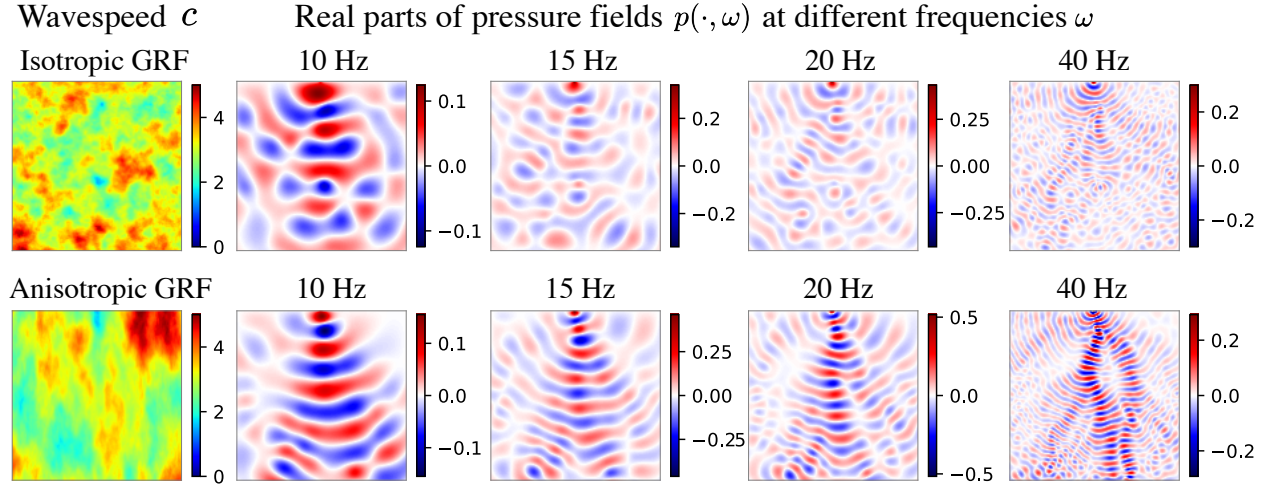 Wavespeed c Real parts of pressure fields p(·, ω) at different frequencies ω
Isotropic GRF 10 Hz 15 Hz 20 Hz 40 Hz
4 2 0
0.1 0.0 −0.1
0.2 0.0 −0.2
0.25 0.00 −0.25
0.2 0.0 −0.2
Anisotropic GRF 10 Hz 15 Hz 20 Hz 40 Hz
4 2 0
0.1 0.0 −0.1
0.25 0.00 −0.25
0.5 0.0 −0.5
0.2 0.0 −0.2